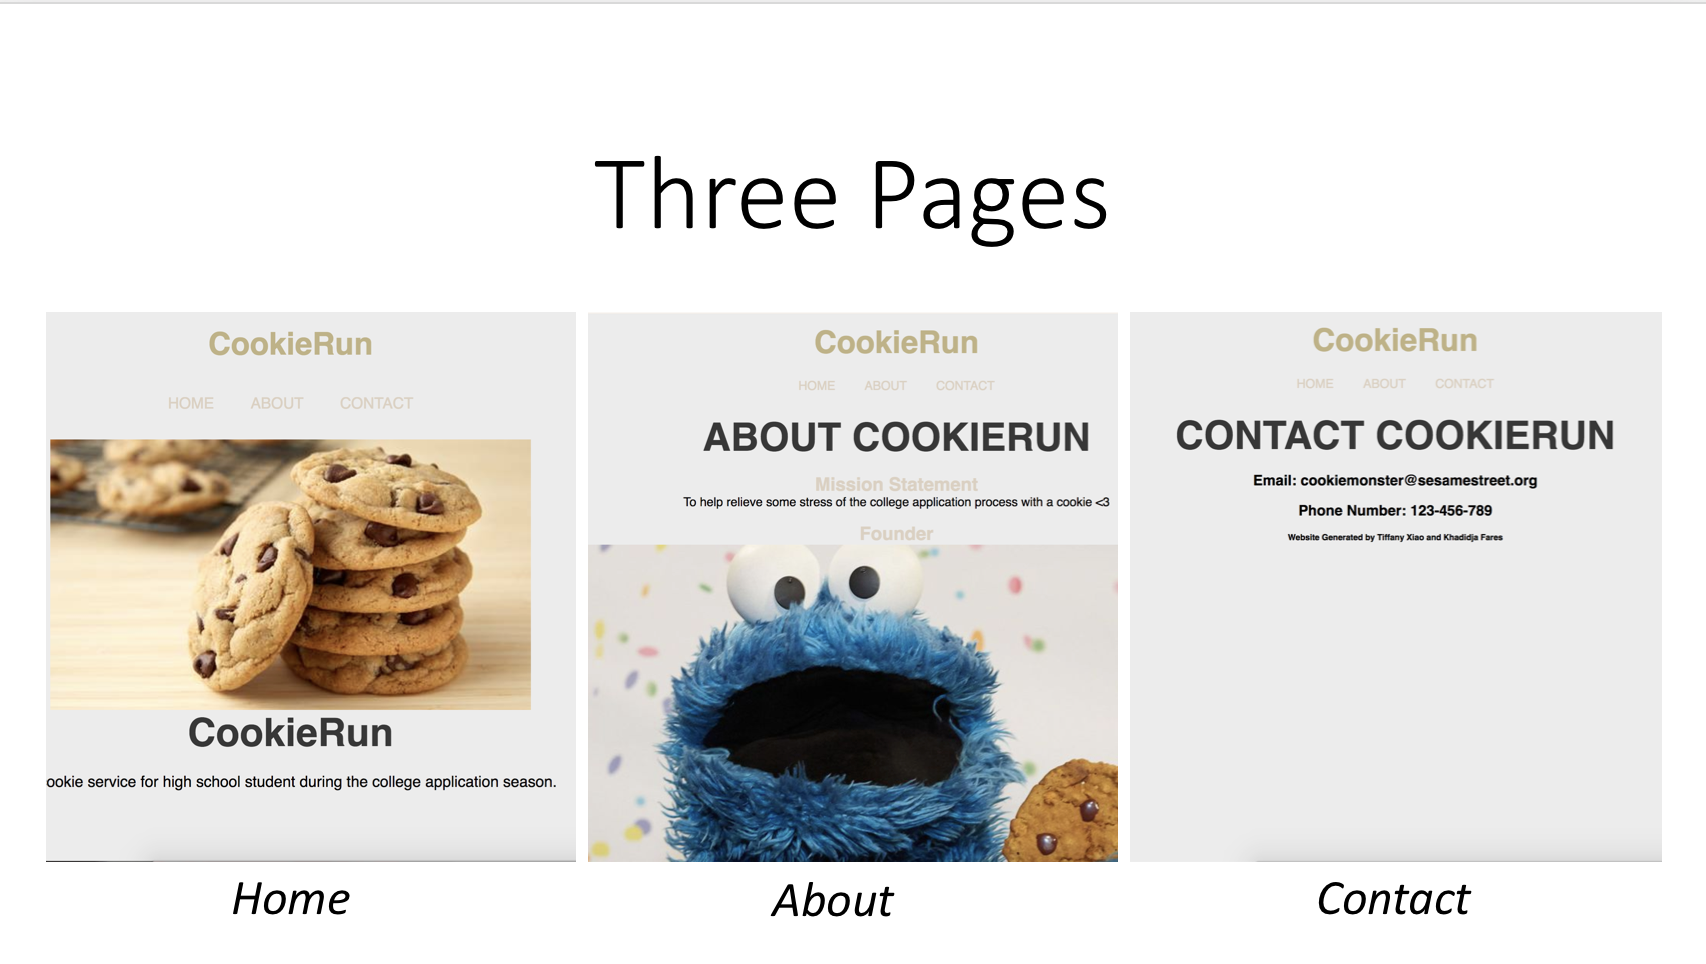 Three Pages
CookieRun
HOME ABOUT CONTACT
CookieRun
ookie service for high school student during the college application season.
Home
CookieRun
HOME ABOUT CONTACT
ABOUT COOKIERUN
Mission Statement
To help relieve some stress of the college application process with a cookie <3
Founder
About
CookieRun
HOME ABOUT CONTACT
CONTACT COOKIERUN
Email: cookiemonster@sesamestreet.org
Phone Number: 123-456-789
Website Generated by Tiffany Xiao and Khadidja Fares
Contact